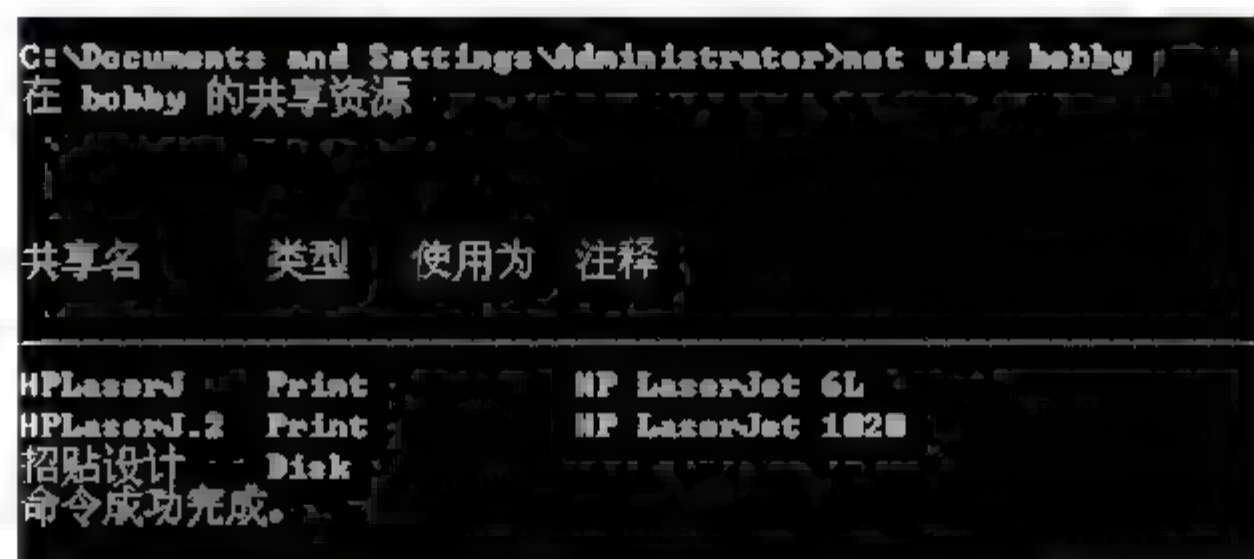 C:\Documents and Settings\Administrator>net view bobby
在 bobby 的共享资源
共享名 类型 使用为 注释
HPLaserJ Print HP LaserJet 6L
HPLaserJ.2 Print HP LaserJet 1020
招贴设计 Disk
命令成功完成。